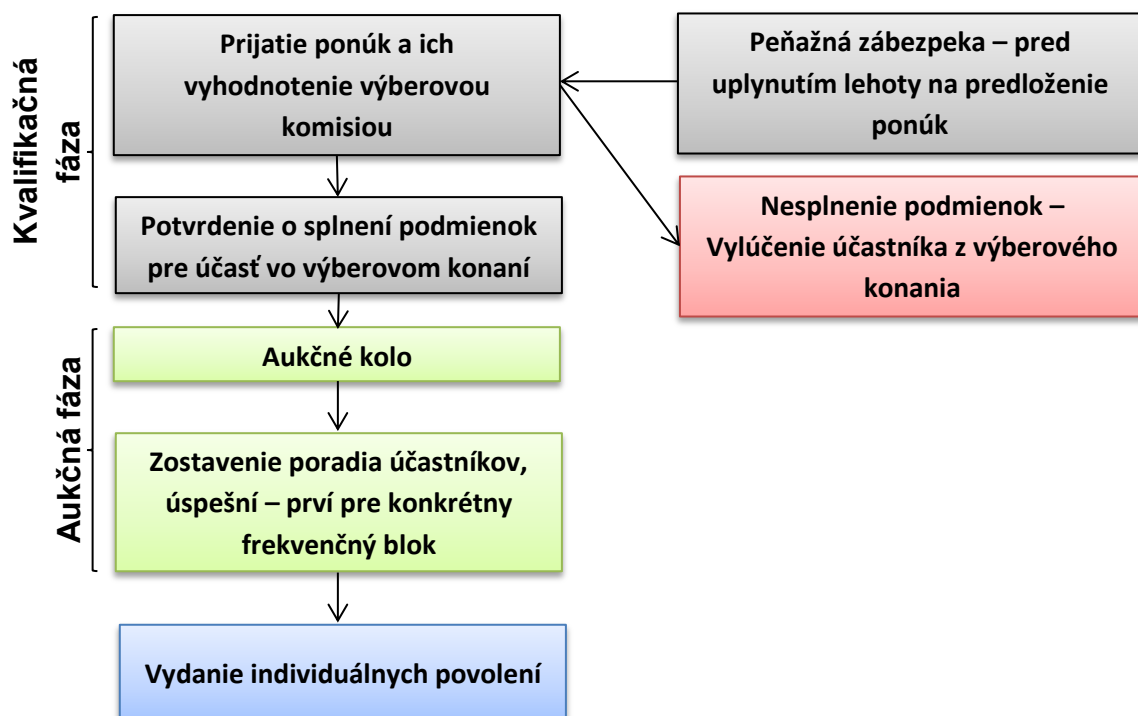 Kvalifikačná
fáza
Prijatie ponúk a ich
vyhodnotenie výberovou
komisiou
Peňažná zábezpeka – pred
uplynutím lehoty na predloženie
ponúk
Potvrdenie o splnení podmienok
pre účasť vo výberovom konaní
Nesplnenie podmienok –
Vylúčenie účastníka z výberového
konania
Aukčná fáza
Aukčné kolo
Zostavenie poradia účastníkov,
úspešní – prví pre konkrétny
frekvenčný blok
Vydanie individuálnych povolení